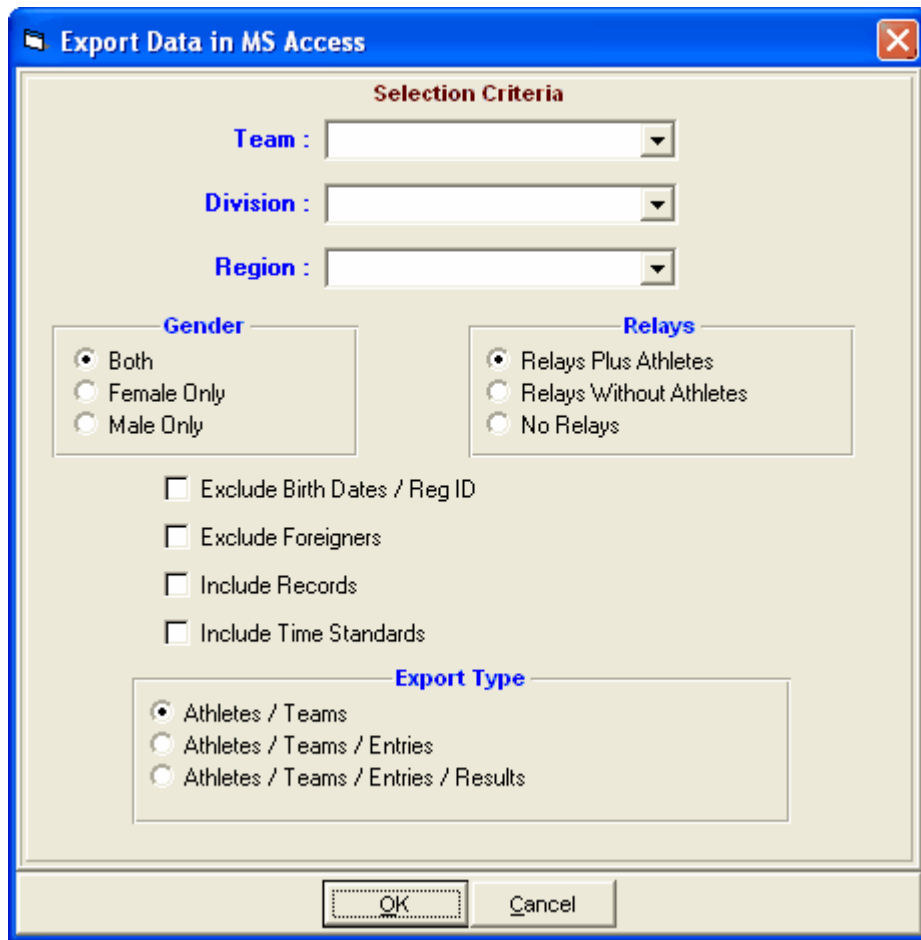 Export Data in MS Access
Selection Criteria
Team :
Division :
Region :
Gender
Both
Female Only
Male Only
Relays
Relays Plus Athletes
Relays Without Athletes
No Relays
Exclude Birth Dates / Reg ID
Exclude Foreigners
Include Records
Include Time Standards
Export Type
Athletes / Teams
Athletes / Teams / Entries
Athletes / Teams / Entries / Results
OK
Cancel